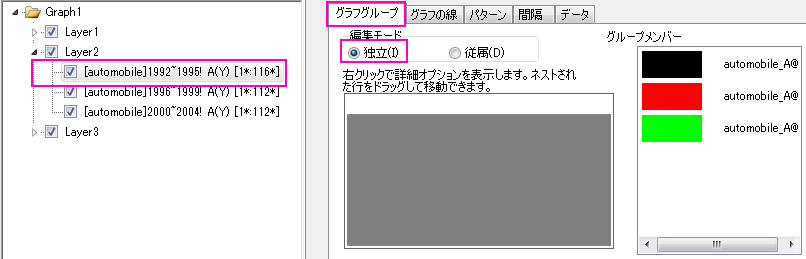 Graph1
Layer1
Layer2
[automobile]1992~1995! A(Y) [1*:116*]
[automobile]1996~1999! A(Y) [1*:112*]
[automobile]2000~2004! A(Y) [1*:112*]
Layer3
グラフグループ グラフの線 パターン 間隔 データ
編集モード
独立(I) 従属(D)
右クリックで詳細オプションを表示します。ネストされ
た行をドラッグして移動できます。
グループメンバー
automobile_A@
automobile_A@
automobile_A@